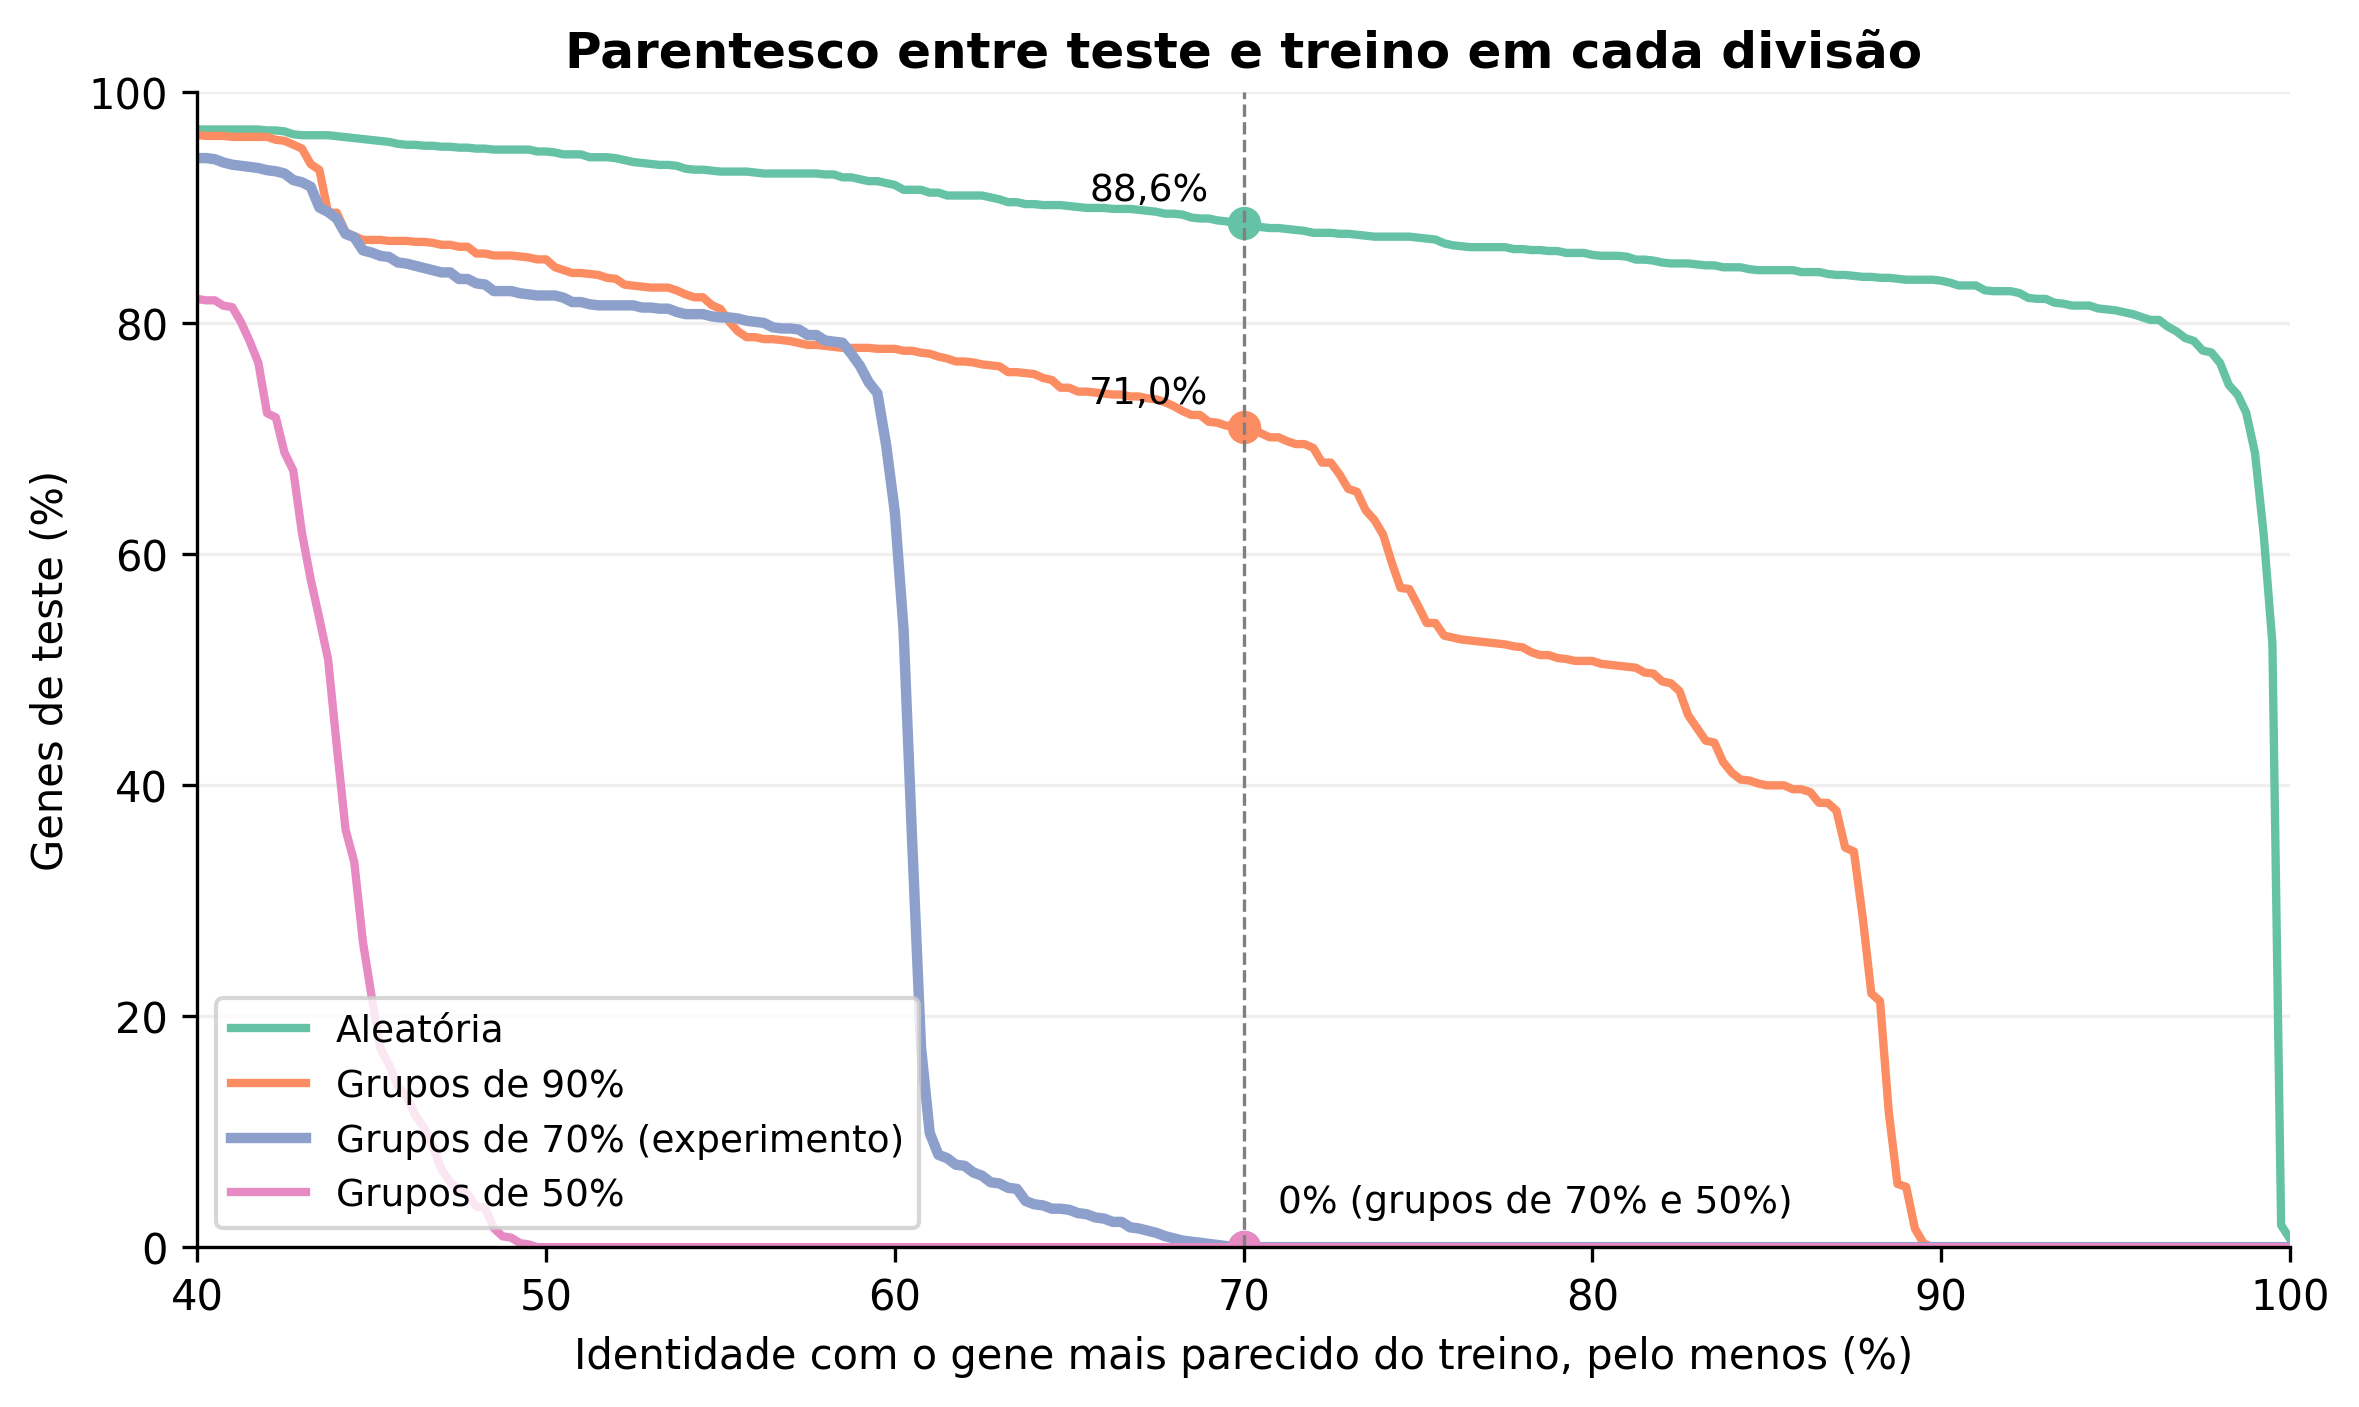 Parentesco entre teste e treino em cada divisão
100
80
60
40
20
0
Genes de teste (%)
88,6%
71,0%
0% (grupos de 70% e 50%)
Aleatória
Grupos de 90%
Grupos de 70% (experimento)
Grupos de 50%
40 50 60 70 80 90 100
Identidade com o gene mais parecido do treino, pelo menos (%)